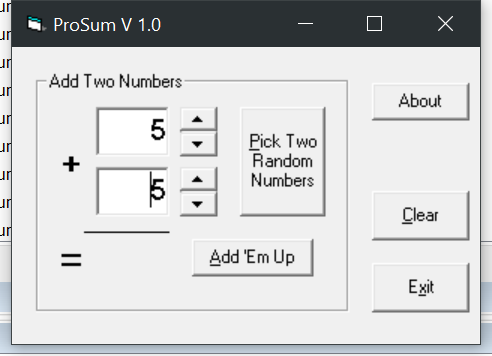 ProSum V 1.0
Add Two Numbers
5
+
5
=
Pick Two
Random
Numbers
Add 'Em Up
About
Clear
Exit